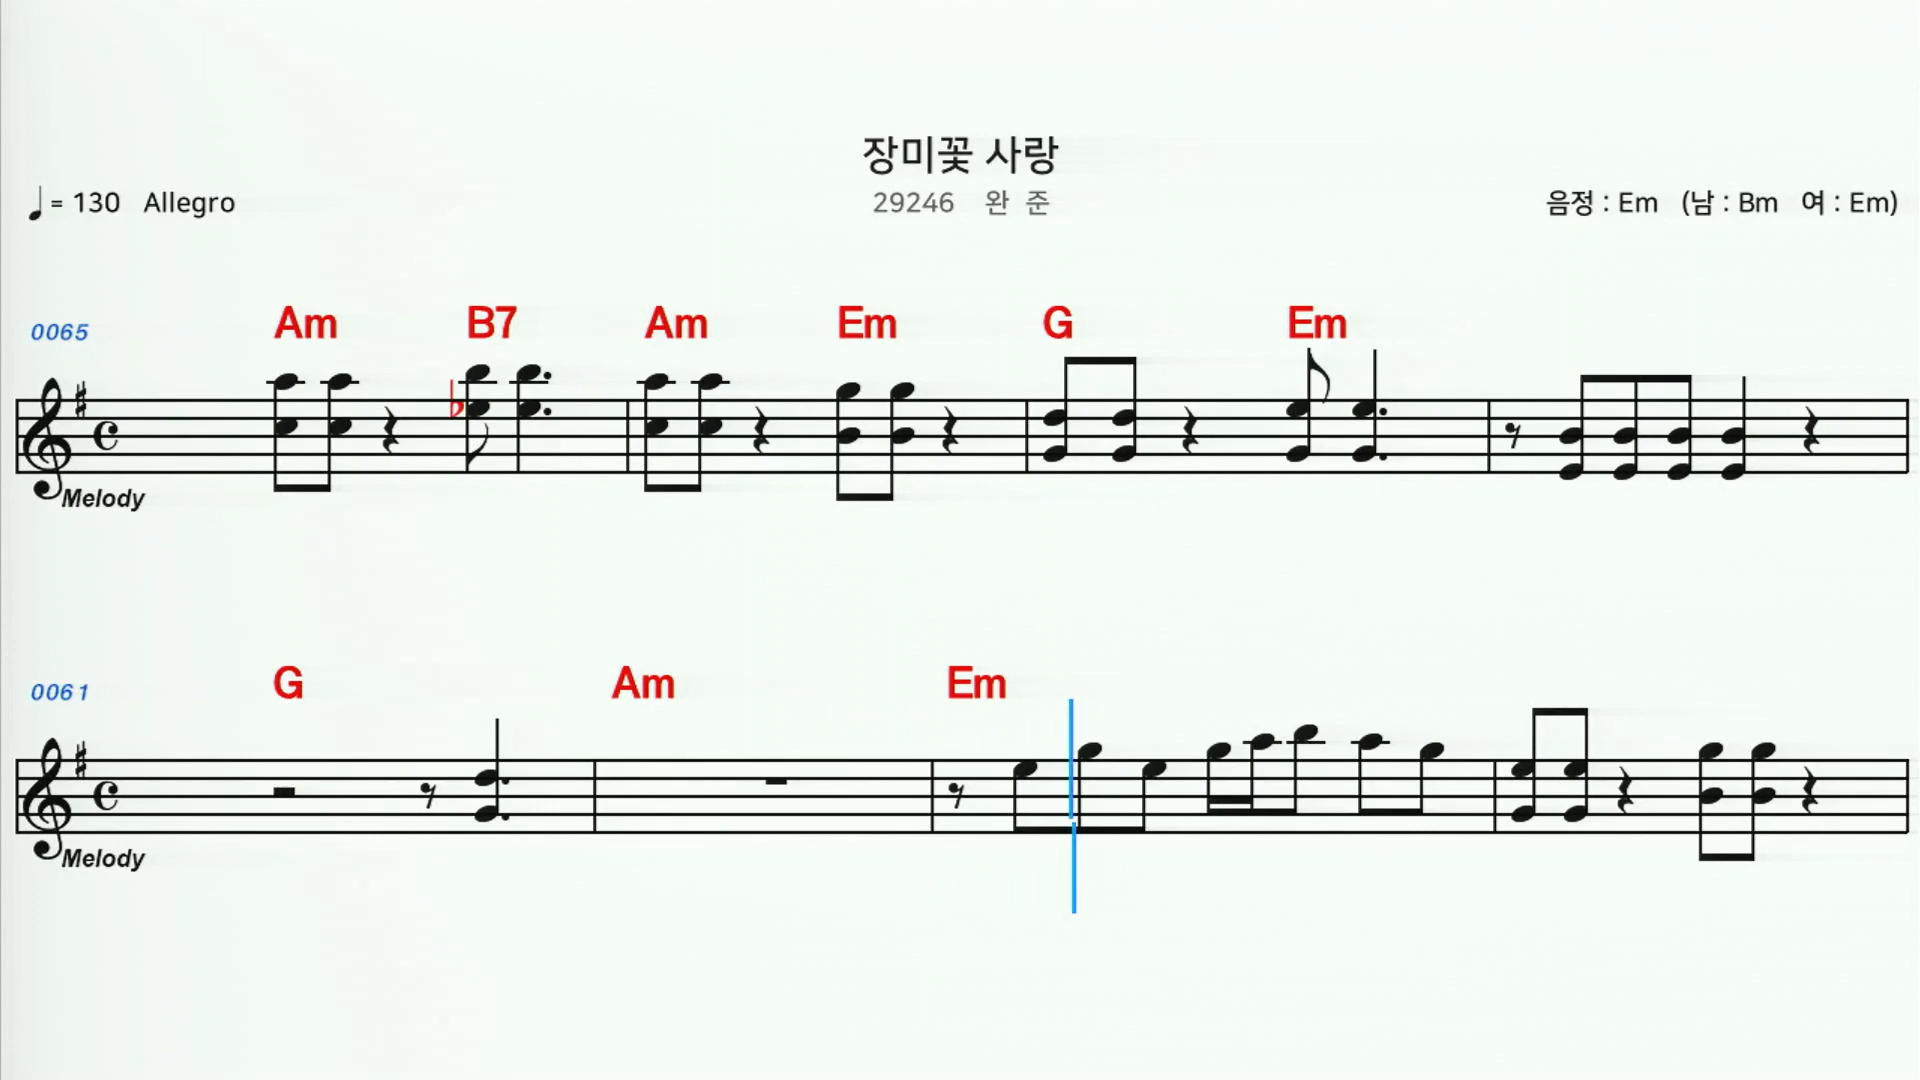 장미꽃 사랑
♩= 130 Allegro 29246 완 준 음정 : Em (남 : Bm 여 : Em)
0065 Am B7 Am Em G Em
Melody
0061 G Am Em
Melody